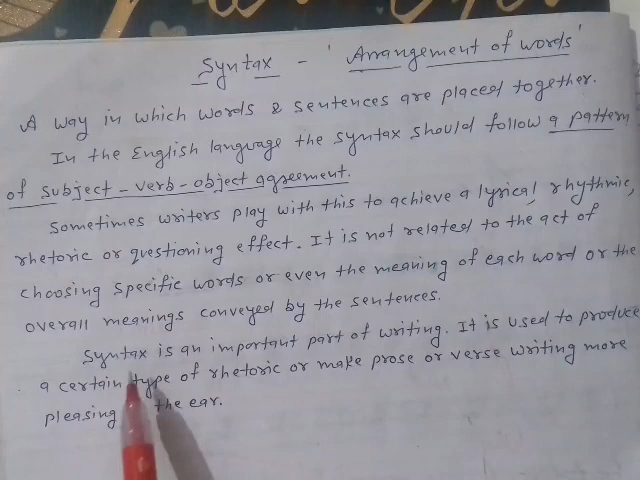 Syntax - 'Arrangement of words'
A way in which words & sentences are placed together.
In the English language the syntax should follow a pattern
of subject-verb-object agreement.
Sometimes writers play with this to achieve a lyrical, rhythmic,
rhetoric or questioning effect. It is not related to the act of
choosing specific words or even the meaning of each word or the
overall meanings conveyed by the sentences.
Syntax is an important part of writing. It is used to produce
a certain type of rhetoric or make prose or verse writing more
pleasing the ear.